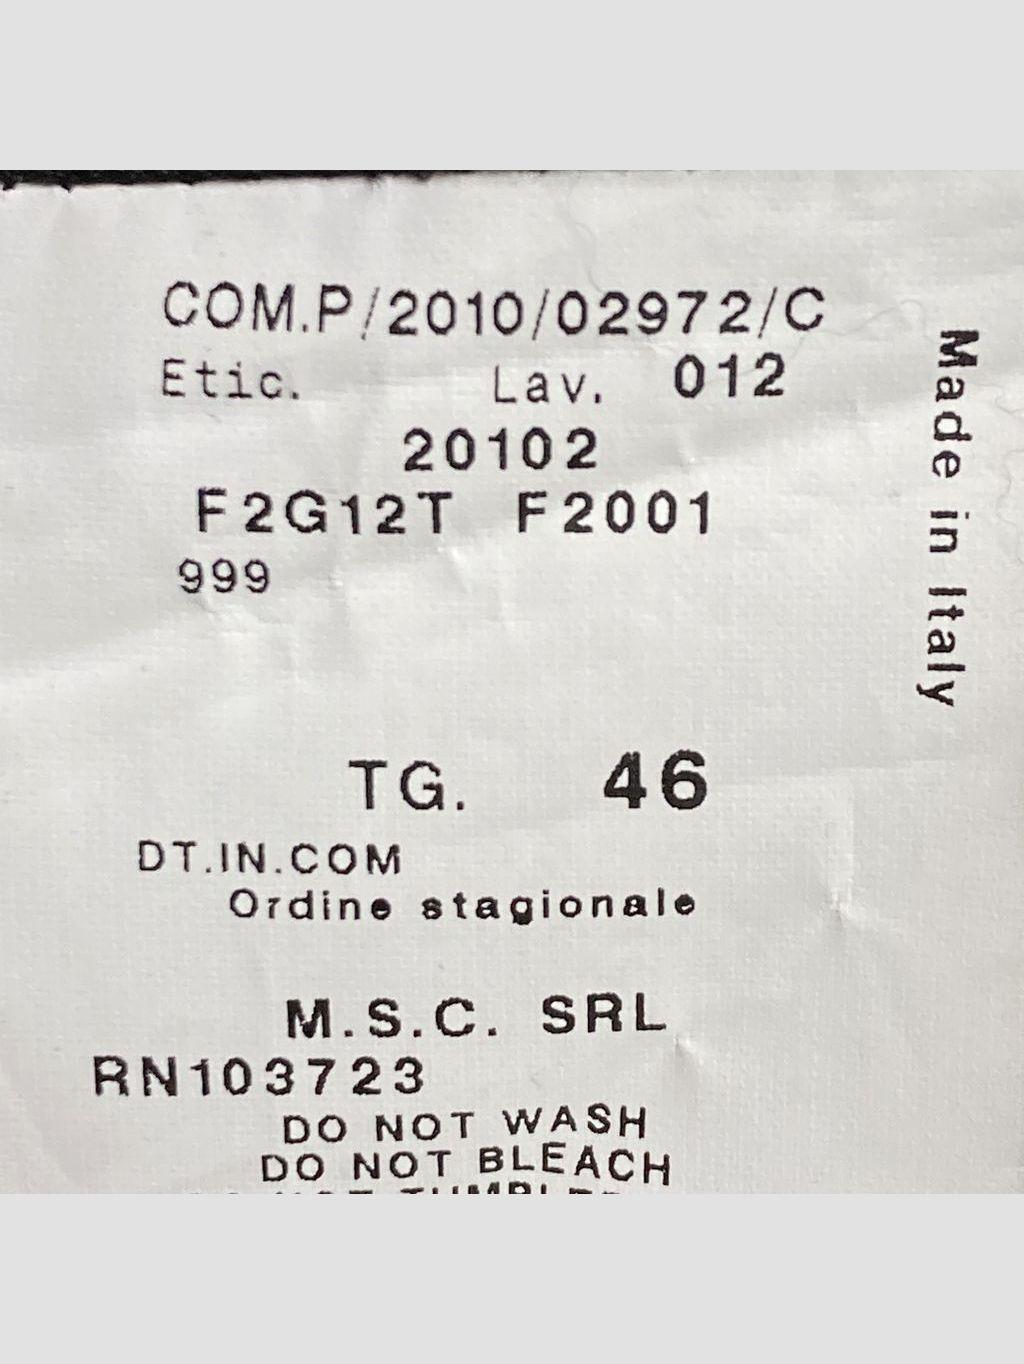 COM.P/2010/02972/C
Etic. Lav. 012
20102
F2G12T F2001
999
TG. 46
DT.IN.COM
Ordine stagionale
M.S.C. SRL
RN103723
DO NOT WASH
DO NOT BLEACH
Made in Italy